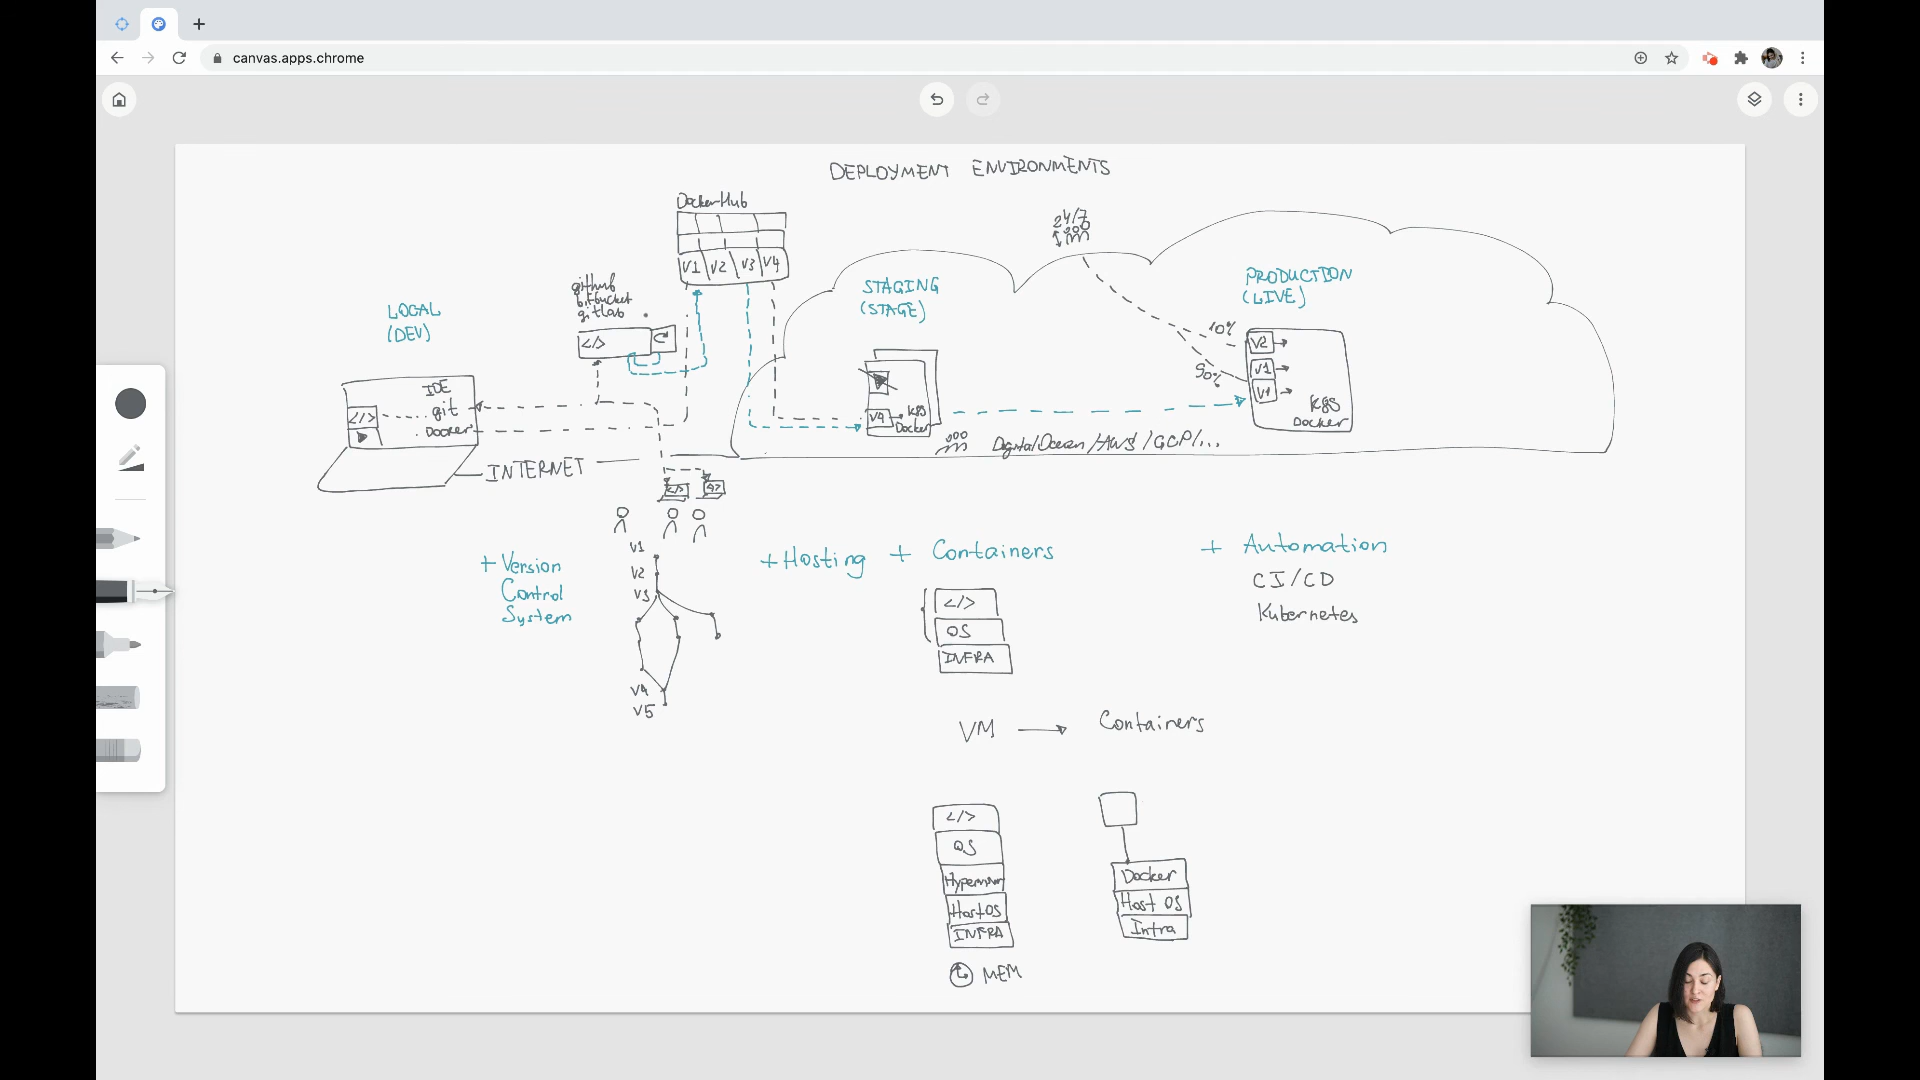 canvas.apps.chrome
DEPLOYMENT ENVIRONMENTS
DockerHub
V1 V2 V3 V4
24/7
github
bitbucket
gitlab
</>
LOCAL
(DEV)
STAGING
(STAGE)
PRODUCTION
(LIVE)
10%
90%
V2
V1
V1
K8S
Docker
IDE
</>
git
Docker
V4
K8S
Docker
DigitalOcean/AWS/GCP/...
INTERNET
</>
</>
+ Version
Control
System
V1
V2
V3
V4
V5
+ Hosting + Containers
</>
OS
INFRA
+ Automation
CI/CD
Kubernetes
VM
Containers
</>
OS
Host OS
INFRA
MEM
Docker
Host OS
Infra